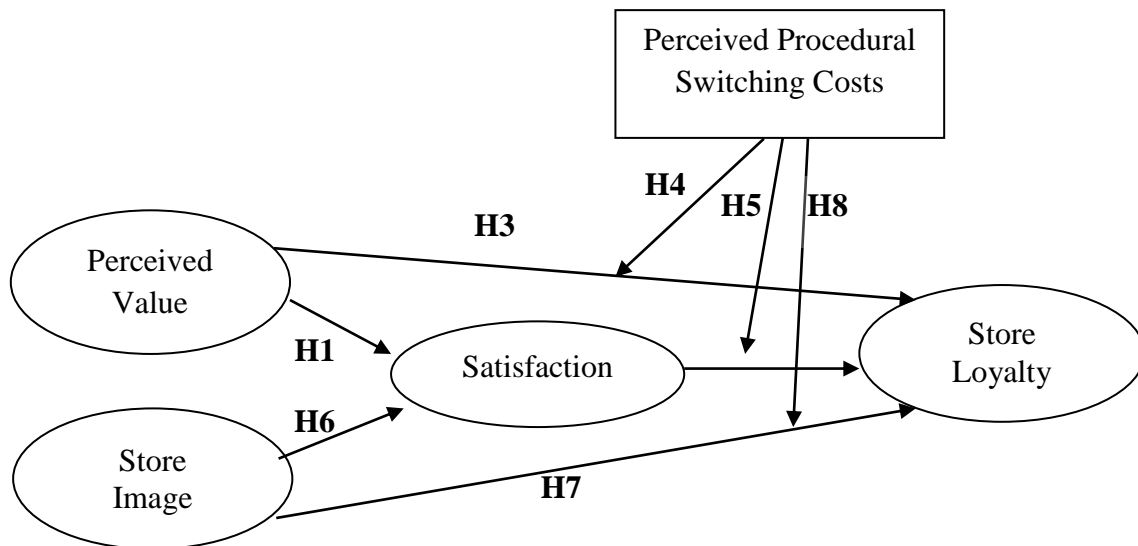 Perceived Procedural
Switching Costs
H4
H5
H8
H3
Perceived
Value
H1
Satisfaction
Store
Loyalty
H6
Store
Image
H7